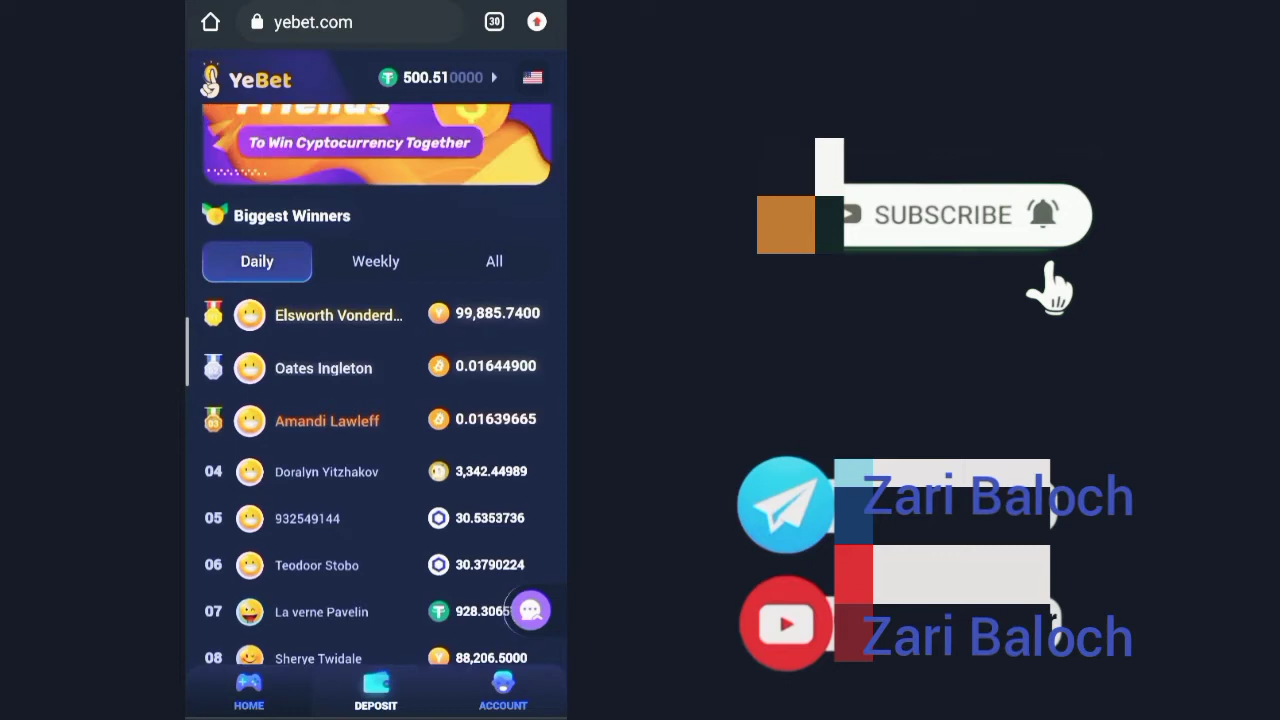 yebet.com
30
YeBet
500.510000
Friends
To Win Cyptocurrency Together
Biggest Winners
Daily
Weekly
All
Elsworth Vonderd...
99,885.7400
Oates Ingleton
0.01644900
03
Amandi Lawleff
0.01639665
04
Doralyn Yitzhakov
3,342.44989
05
932549144
30.5353736
06
Teodoor Stobo
30.3790224
07
La verne Pavelin
928.3065
08
Sherye Twidale
88,206.5000
HOME
DEPOSIT
ACCOUNT
SUBSCRIBE
Zari Baloch
Zari Baloch